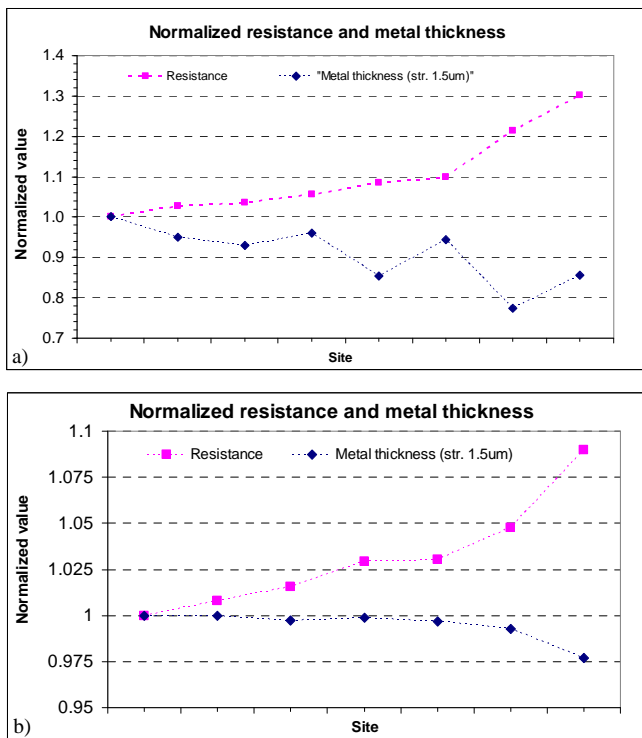 Normalized resistance and metal thickness
1.4
Resistance "Metal thickness (str. 1.5um)"
1.3
1.2
1.1
1.0
0.9
0.8
0.7
Normalized value
Site
a)
Normalized resistance and metal thickness
1.1
Resistance Metal thickness (str. 1.5um)
1.075
1.05
1.025
1
0.975
0.95
Normalized value
Site
b)